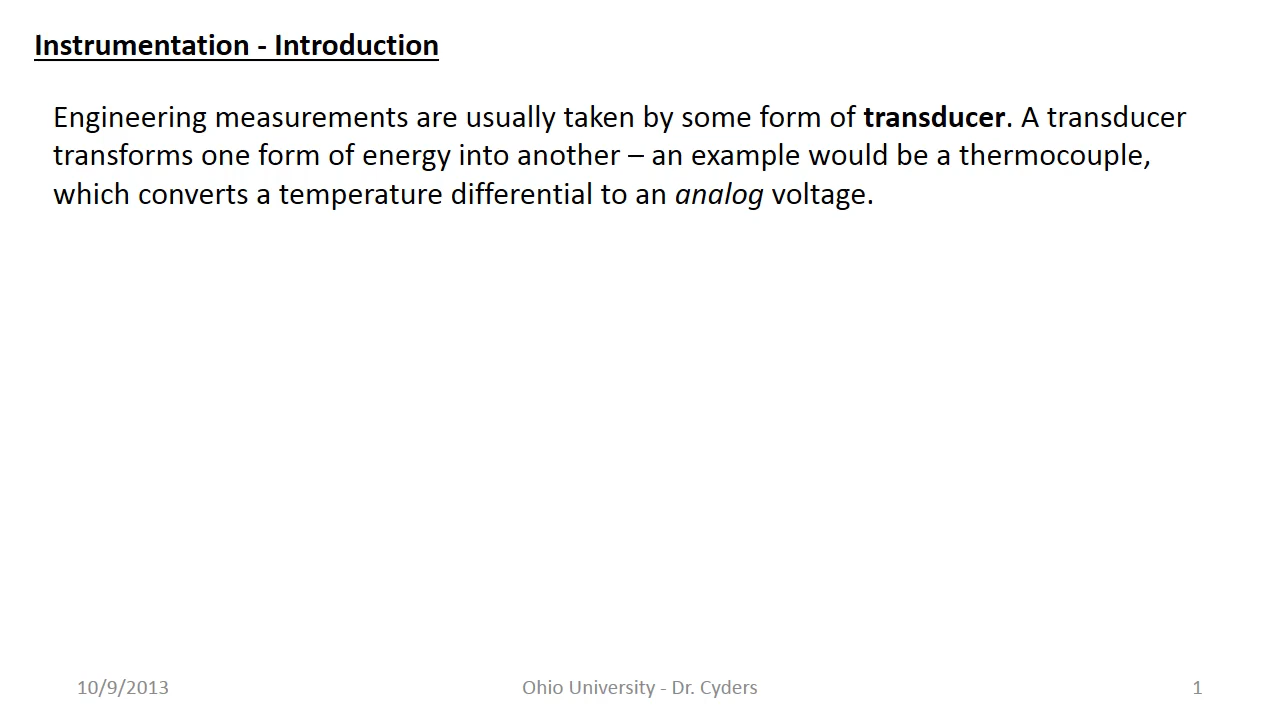 Instrumentation - Introduction
Engineering measurements are usually taken by some form of transducer. A transducer
transforms one form of energy into another – an example would be a thermocouple,
which converts a temperature differential to an analog voltage.
10/9/2013
Ohio University - Dr. Cyders
1